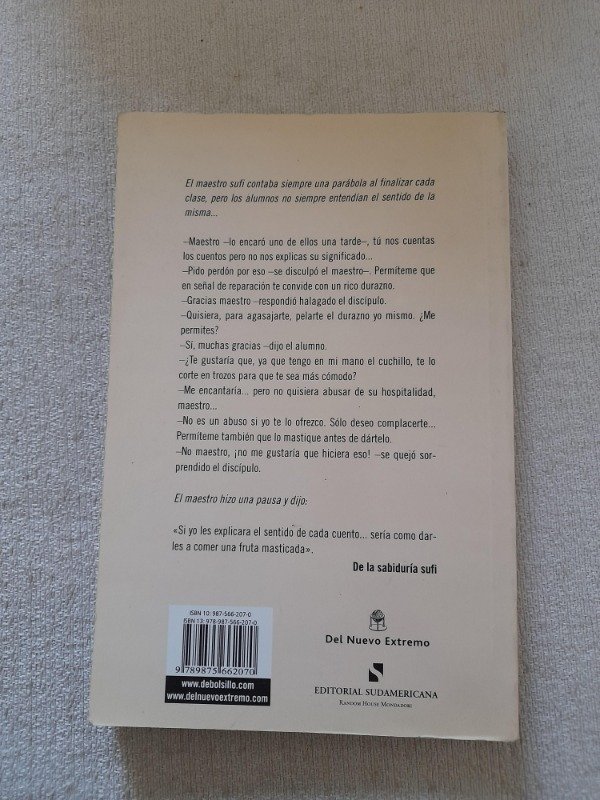 El maestro sufi contaba siempre una parábola al finalizar cada
clase, pero los alumnos no siempre entendían el sentido de la
misma...
–Maestro –lo encaró uno de ellos una tarde–, tú nos cuentas
los cuentos pero no nos explicas su significado...
–Pido perdón por eso –se disculpó el maestro–. Permíteme que
en señal de reparación te convide con un rico durazno.
–Gracias maestro –respondió halagado el discípulo.
–Quisiera, para agasajarte, pelarte el durazno yo mismo. ¿Me
permites?
–Sí, muchas gracias –dijo el alumno.
–¿Te gustaría que, ya que tengo en mi mano el cuchillo, te lo
corte en trozos para que te sea más cómodo?
–Me encantaría... pero no quisiera abusar de su hospitalidad,
maestro...
–No es un abuso si yo te lo ofrezco. Sólo deseo complacerte...
Permíteme también que lo mastique antes de dártelo.
–No maestro, ¡no me gustaría que hiciera eso! –se quejó sor-
prendido el discípulo.
El maestro hizo una pausa y dijo:
«Si yo les explicara el sentido de cada cuento... sería como dar-
les a comer una fruta masticada».
De la sabiduría sufi
ISBN 10: 987-566-207-0
ISBN 13: 978-987-566-207-0
9 789875 662070
www.debolsillo.com
www.delnuevoextremo.com
Del Nuevo Extremo
EDITORIAL SUDAMERICANA
RANDOM HOUSE MONDADORI